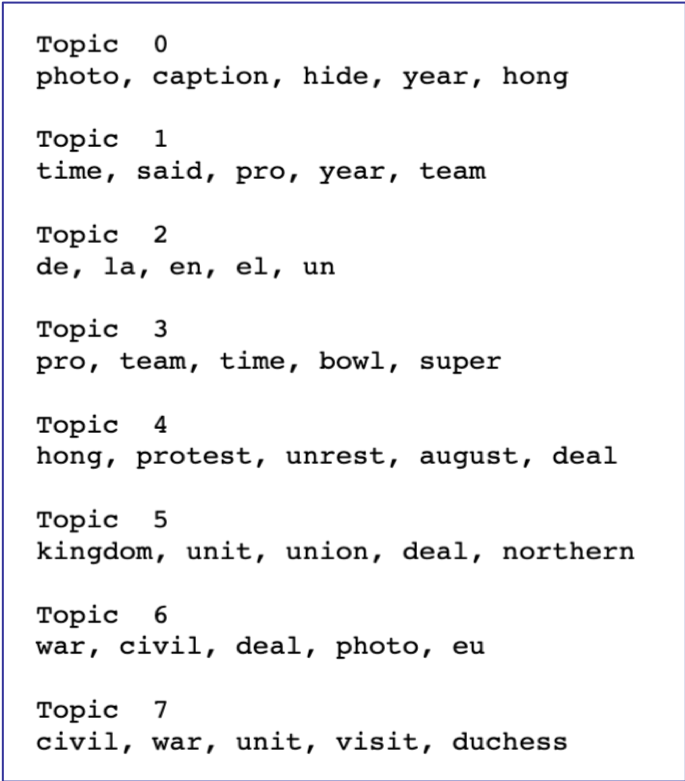 Topic  0
photo, caption, hide, year, hong
Topic  1
time, said, pro, year, team
Topic  2
de, la, en, el, un
Topic  3
pro, team, time, bowl, super
Topic  4
hong, protest, unrest, august, deal
Topic  5
kingdom, unit, union, deal, northern
Topic  6
war, civil, deal, photo, eu
Topic  7
civil, war, unit, visit, duchess